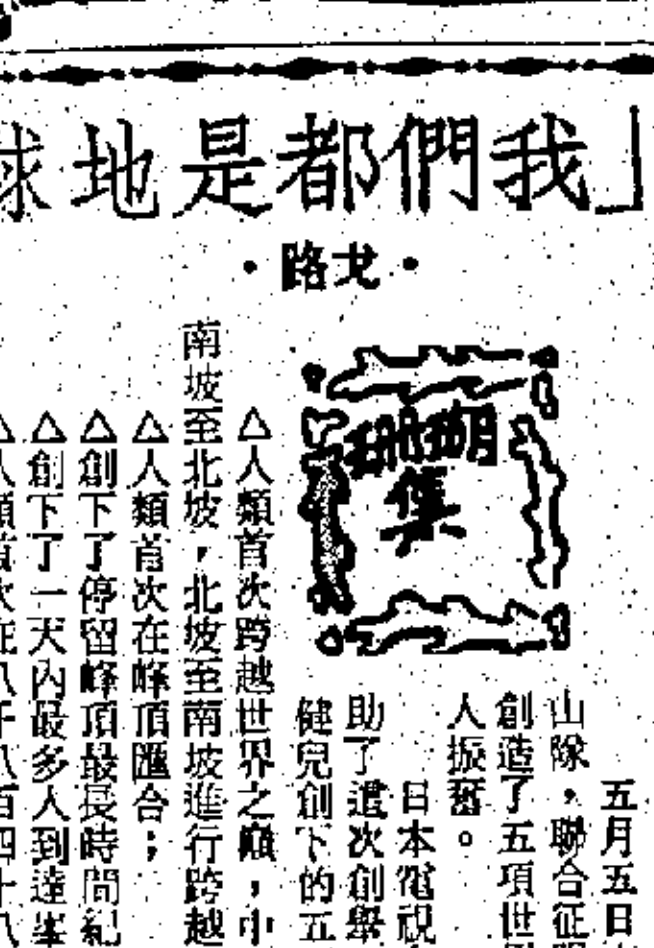 「我們都是地球
·戈路·
珊瑚
集
五月五日
山隊，聯合征
創造了五項世
人振奮。
日本電視
助了這次創舉
健兒創下的五
△人類首次跨越世界之巔，中
南坡至北坡，北坡至南坡進行跨越
△人類首次在峰頂匯合；
△創下了停留峰頂最長時間紀
△創下了一天內最多人到達峯
△人類首次在八千八百四十八